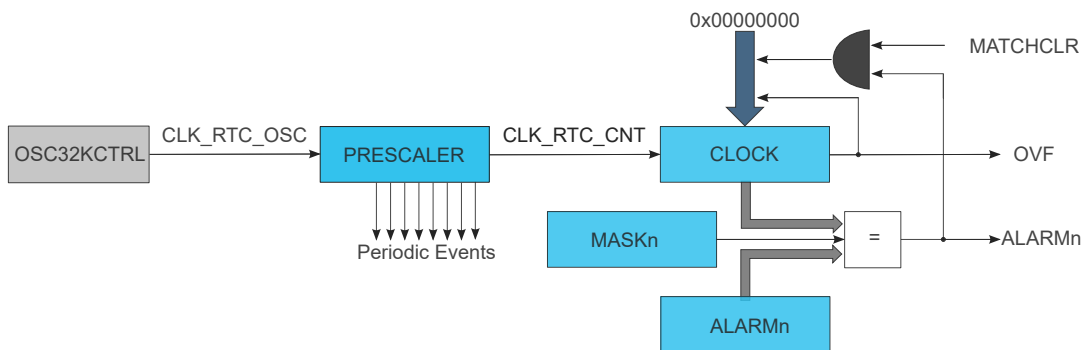 0x00000000
MATCHCLR
OSC32KCTRL
CLK_RTC_OSC
PRESCALER
CLK_RTC_CNT
CLOCK
OVF
Periodic Events
MASKn
=
ALARMn
ALARMn